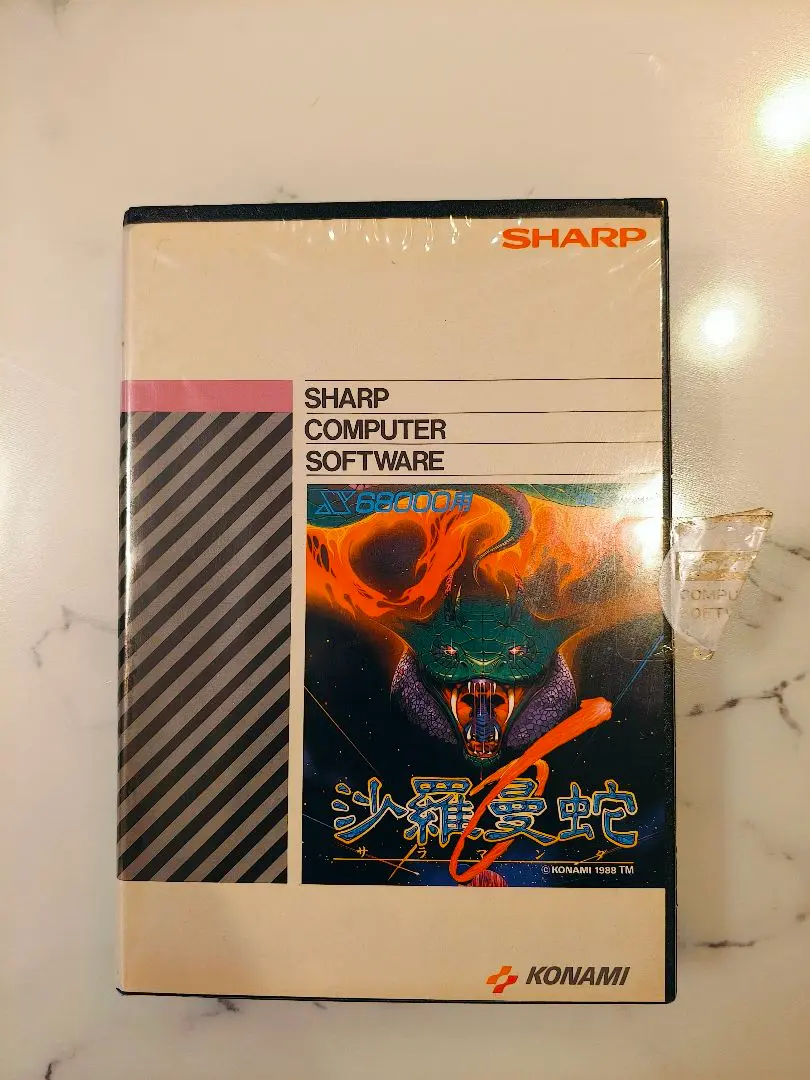 SHARP
SHARP
COMPUTER
SOFTWARE
X68000用
沙羅曼蛇
サラマンダ
©KONAMI 1988 TM
KONAMI